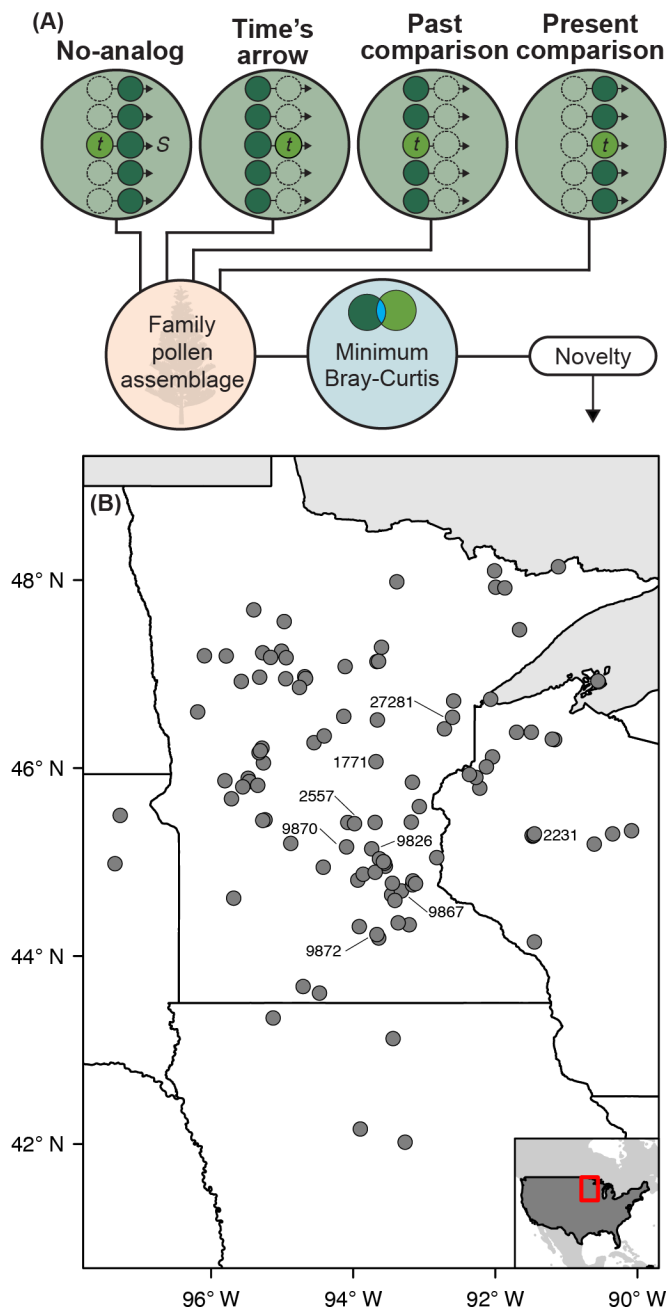 (A)
No-analog
Time's
arrow
Past
comparison
Present
comparison
t
S
t
t
t
Family
pollen
assemblage
Minimum
Bray-Curtis
Novelty
(B)
48° N
46° N
44° N
42° N
27281
1771
2557
9870
9826
2231
9867
9872
96° W
94° W
92° W
90° W